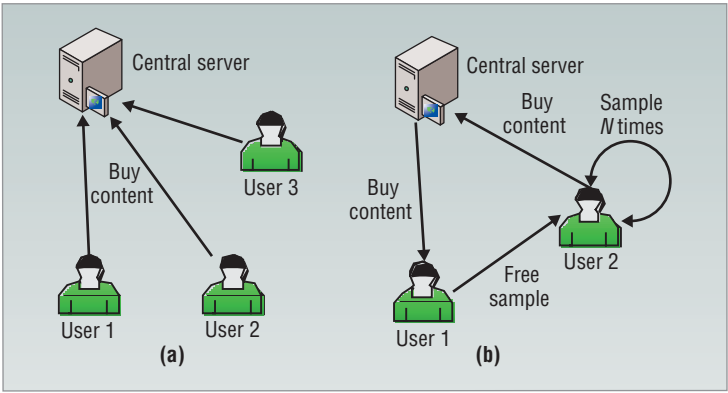 Central server
Buy
content
User 3
User 1
User 2
(a)
Central server
Buy
content
Sample
N times
Buy
content
User 2
Free
sample
User 1
(b)